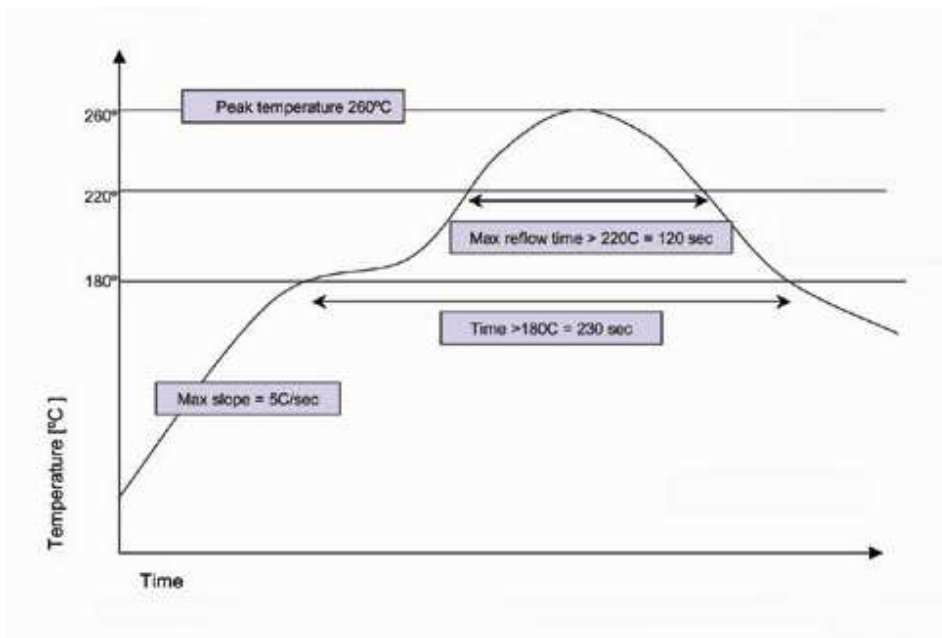 Peak temperature 260ºC
260º
220º
Max reflow time > 220C = 120 sec
180º
Time >180C = 230 sec
Max slope = 5C/sec
Temperature [ºC ]
Time